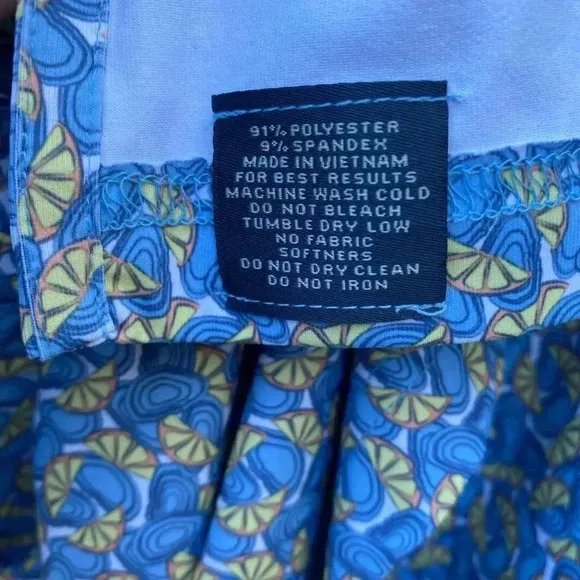 91% POLYESTER
9% SPANDEX
MADE IN VIETNAM
FOR BEST RESULTS
MACHINE WASH COLD
DO NOT BLEACH
TUMBLE DRY LOW
NO FABRIC
SOFTNERS
DO NOT DRY CLEAN
DO NOT IRON